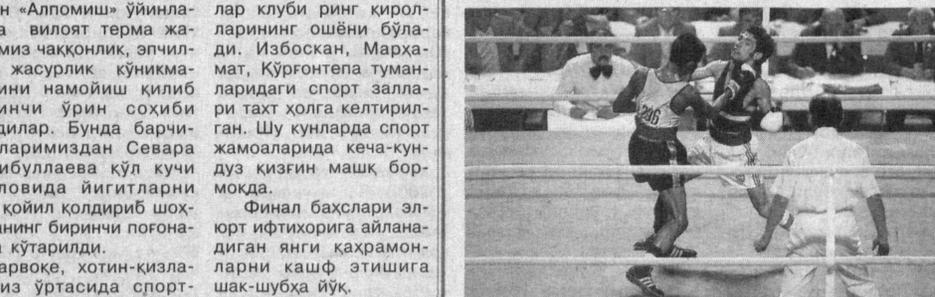 н «Алпомиш» ўйинла-
а вилоят терма жа-
миз чаққонлик, эпчил-
жасурлик кўникма-
ини намойиш қилиб
инчи ўрин соҳиби
дилар. Бунда барчи-
ларимиздан Севара
ибуллаева қўл кучи
ловида йигитларни
қойил қолдириб шоҳ-
анинг биринчи поғона-
а кўтарилди.
арвоқе, хотин-қизла-
из ўртасида спорт-
лар клуби ринг қирол-
ларининг ошёни бўла-
ди. Избоскан, Марҳа-
мат, Қўрғонтепа туман-
ларидаги спорт залла-
ри тахт ҳолга келтирил-
ган. Шу кунларда спорт
жамоаларида кеча-кун-
дуз қизғин машқ бор-
моқда.
Финал баҳслари эл-
юрт ифтихорига айлана-
диган янги қаҳрамон-
ларни кашф этишига
шак-шубҳа йўқ.